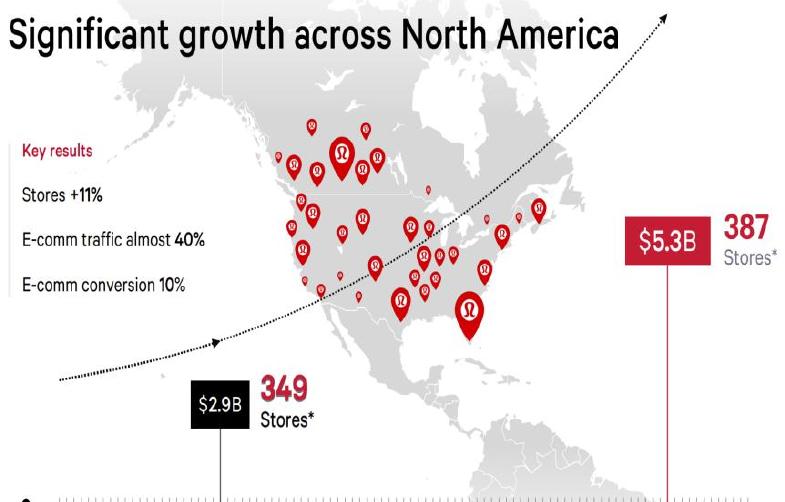 Significant growth across North America
Key results
Stores +11%
E-comm traffic almost 40%
E-comm conversion 10%
$5.3B
387
Stores*
$2.9B
349
Stores*